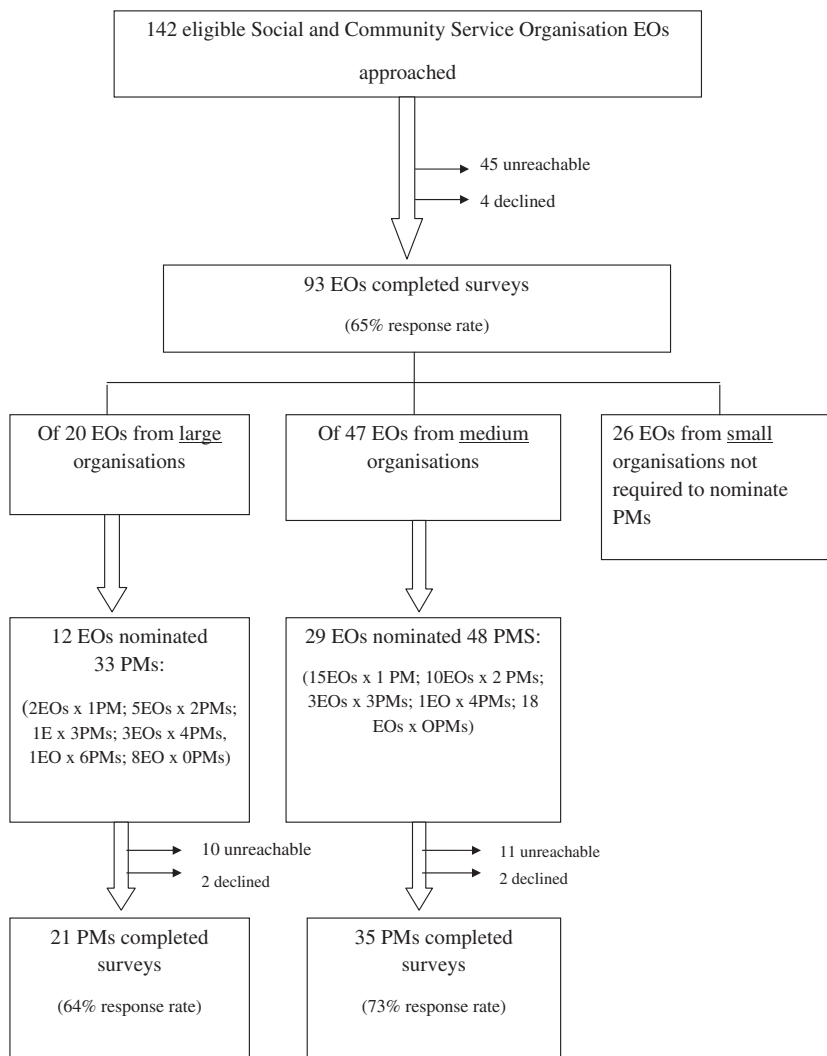 142 eligible Social and Community Service Organisation EOs
approached
45 unreachable
4 declined
93 EOs completed surveys
(65% response rate)
Of 20 EOs from large
organisations
Of 47 EOs from medium
organisations
26 EOs from small
organisations not
required to nominate
PMs
12 EOs nominated
33 PMs:
(2EOs x 1PM; 5EOs x 2PMs;
1E x 3PMs; 3EOs x 4PMs,
1EO x 6PMs; 8EO x 0PMs)
29 EOs nominated 48 PMS:
(15EOs x 1 PM; 10EOs x 2 PMs;
3EOs x 3PMs; 1EO x 4PMs; 18
EOs x OPMs)
10 unreachable
2 declined
11 unreachable
2 declined
21 PMs completed
surveys
(64% response rate)
35 PMs completed
surveys
(73% response rate)